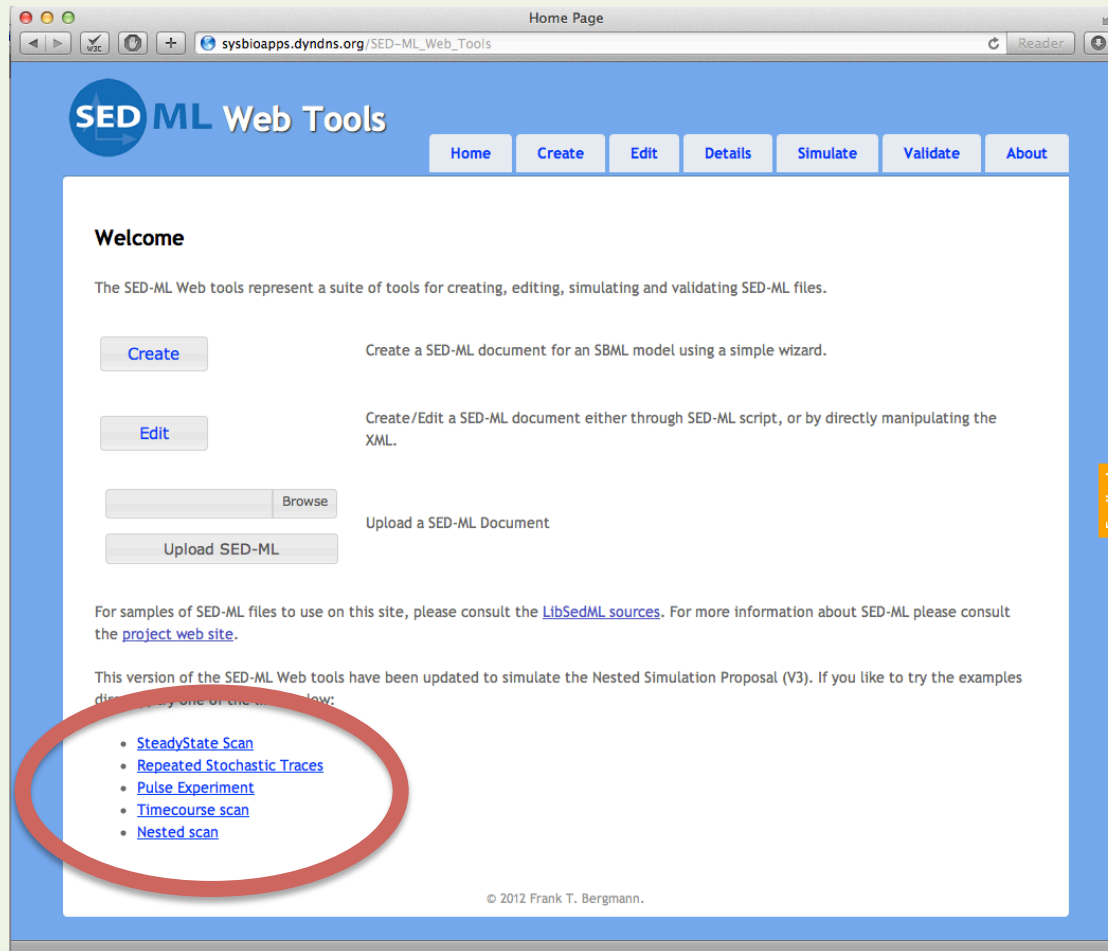 Home Page
W3C
sysbioapps.dyndns.org/SED-ML_Web_Tools
Reader
SED ML Web Tools
Home Create Edit Details Simulate Validate About
Welcome
The SED-ML Web tools represent a suite of tools for creating, editing, simulating and validating SED-ML files.
Create
Create a SED-ML document for an SBML model using a simple wizard.
Edit
Create/Edit a SED-ML document either through SED-ML script, or by directly manipulating the
XML.
Browse
Upload SED-ML
Upload a SED-ML Document
For samples of SED-ML files to use on this site, please consult the LibSedML sources. For more information about SED-ML please consult
the project web site.
This version of the SED-ML Web tools have been updated to simulate the Nested Simulation Proposal (V3). If you like to try the examples
one of the
• SteadyState Scan
• Repeated Stochastic Traces
• Pulse Experiment
• Timecourse scan
• Nested scan
© 2012 Frank T. Bergmann.